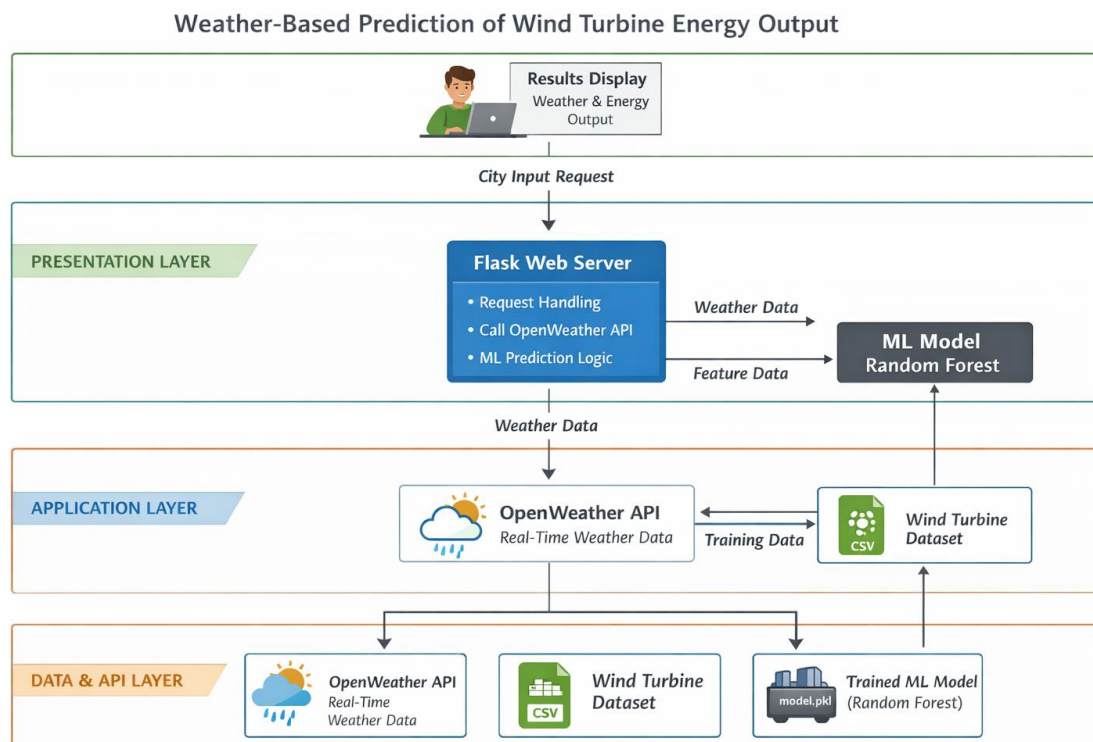 Weather-Based Prediction of Wind Turbine Energy Output
Results Display
Weather & Energy
Output
City Input Request
PRESENTATION LAYER
Flask Web Server
• Request Handling
• Call OpenWeather API
• ML Prediction Logic
Weather Data
Feature Data
ML Model
Random Forest
Weather Data
APPLICATION LAYER
OpenWeather API
Real-Time Weather Data
Training Data
CSV
Wind Turbine
Dataset
DATA & API LAYER
OpenWeather API
Real-Time
Weather Data
CSV
Wind Turbine
Dataset
model.pkl
Trained ML Model
(Random Forest)